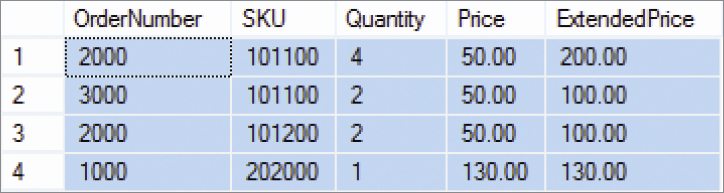 OrderNumber SKU Quantity Price ExtendedPrice
1 2000 101100 4 50.00 200.00
2 3000 101100 2 50.00 100.00
3 2000 101200 2 50.00 100.00
4 1000 202000 1 130.00 130.00